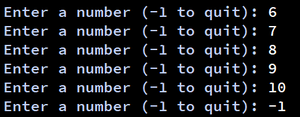 Enter a number (-1 to quit): 6
Enter a number (-1 to quit): 7
Enter a number (-1 to quit): 8
Enter a number (-1 to quit): 9
Enter a number (-1 to quit): 10
Enter a number (-1 to quit): -1